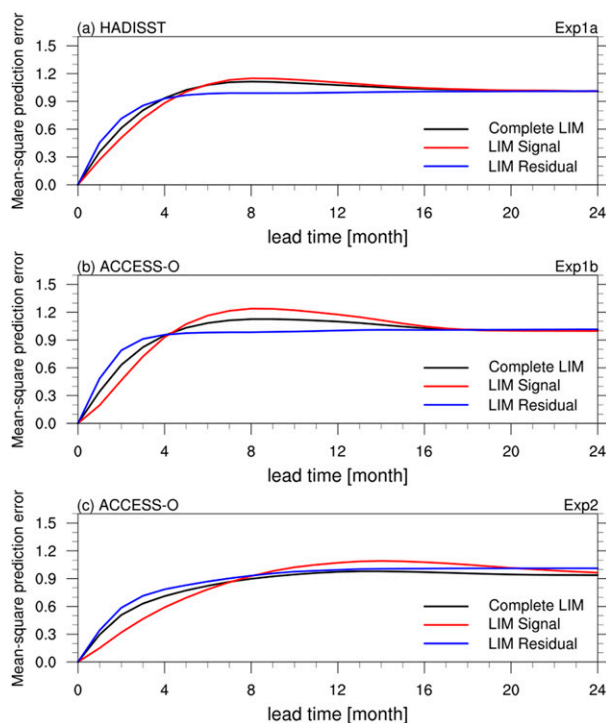 (a) HADISST Exp1a
Mean-square prediction error
1.5
1.2
0.9
0.6
0.3
0.0
Complete LIM
LIM Signal
LIM Residual
0 4 8 12 16 20 24
lead time [month]
(b) ACCESS-O Exp1b
Mean-square prediction error
1.5
1.2
0.9
0.6
0.3
0.0
Complete LIM
LIM Signal
LIM Residual
0 4 8 12 16 20 24
lead time [month]
(c) ACCESS-O Exp2
Mean-square prediction error
1.5
1.2
0.9
0.6
0.3
0.0
Complete LIM
LIM Signal
LIM Residual
0 4 8 12 16 20 24
lead time [month]